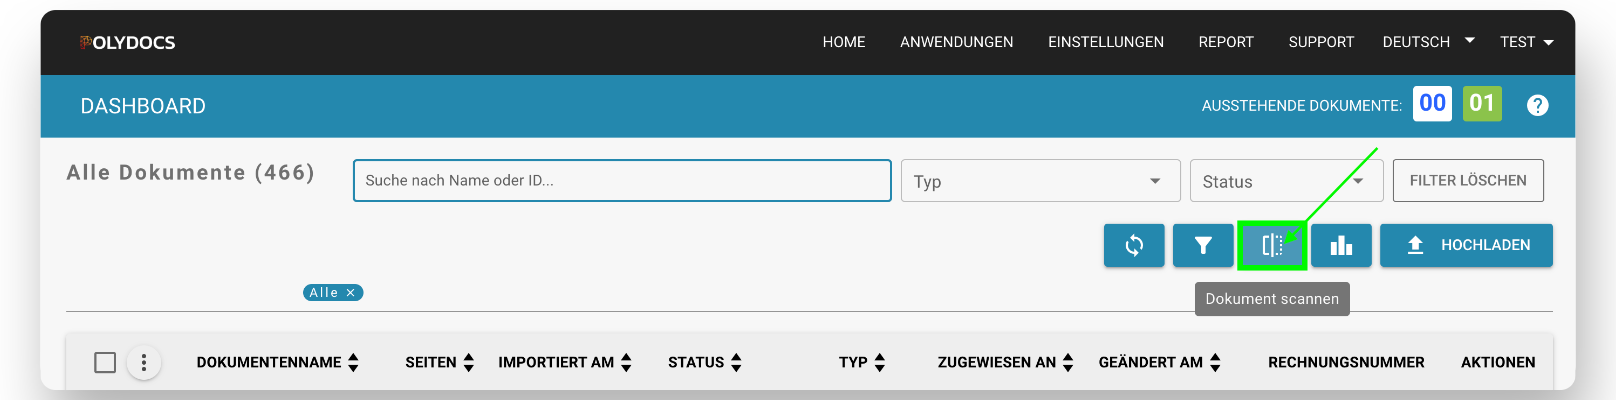 POLYDOCS HOME ANWENDUNGEN EINSTELLUNGEN REPORT SUPPORT DEUTSCH TEST
DASHBOARD AUSSTEHENDE DOKUMENTE: 00 01 ?
Alle Dokumente (466) Suche nach Name oder ID... Typ Status FILTER LÖSCHEN
HOCHLADEN
Alle ×
Dokument scannen
DOKUMENTENNAME SEITEN IMPORTIERT AM STATUS TYP ZUGEWIESEN AN GEÄNDERT AM RECHNUNGSNUMMER AKTIONEN